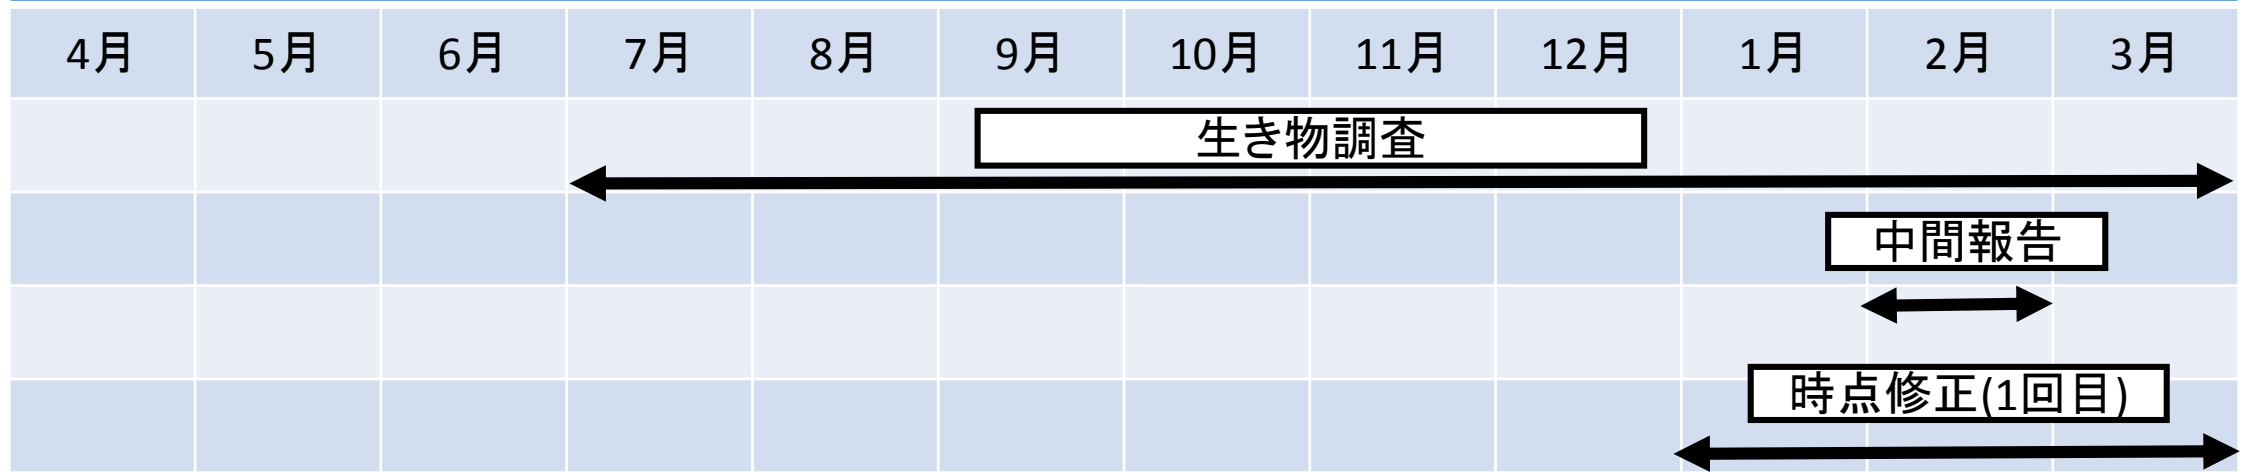 4月 5月 6月 7月 8月 9月 10月 11月 12月 1月 2月 3月
生き物調査
中間報告
時点修正(1回目)